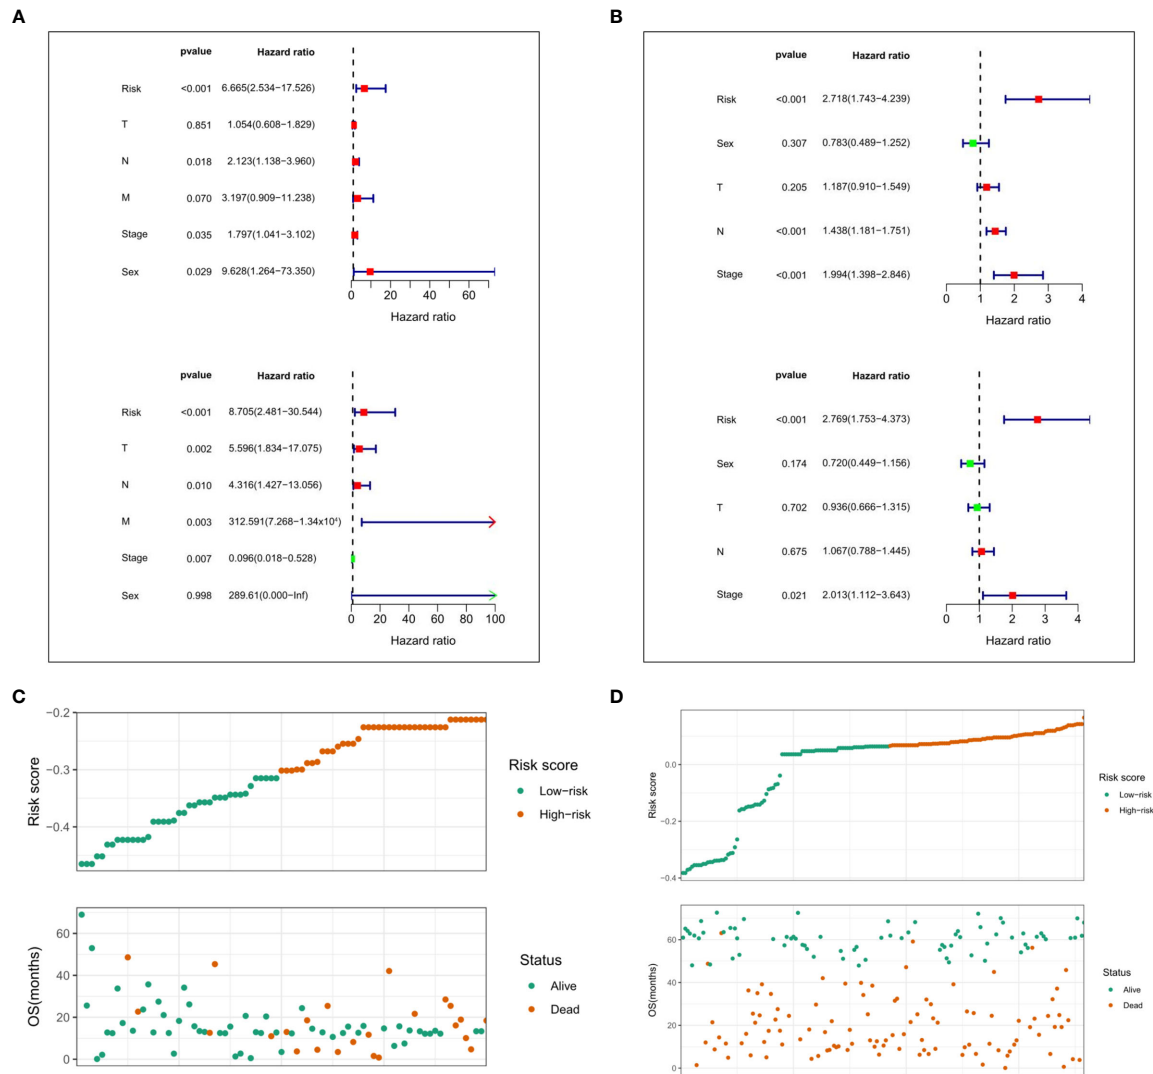 A
pvalue Hazard ratio
Risk <0.001 6.665(2.534−17.526)
T 0.851 1.054(0.608−1.829)
N 0.018 2.123(1.138−3.960)
M 0.070 3.197(0.909−11.238)
Stage 0.035 1.797(1.041−3.102)
Sex 0.029 9.628(1.264−73.350)
0 20 40 60
Hazard ratio
pvalue Hazard ratio
Risk <0.001 8.705(2.481−30.544)
T 0.002 5.596(1.834−17.075)
N 0.010 4.316(1.427−13.056)
M 0.003 312.591(7.268−1.34x10⁴)
Stage 0.007 0.096(0.018−0.528)
Sex 0.998 289.61(0.000−Inf)
0 20 40 60 80 100
Hazard ratio
B
pvalue Hazard ratio
Risk <0.001 2.718(1.743−4.239)
Sex 0.307 0.783(0.489−1.252)
T 0.205 1.187(0.910−1.549)
N <0.001 1.438(1.181−1.751)
Stage <0.001 1.994(1.398−2.846)
0 1 2 3 4
Hazard ratio
pvalue Hazard ratio
Risk <0.001 2.769(1.753−4.373)
Sex 0.174 0.720(0.449−1.156)
T 0.702 0.936(0.666−1.315)
N 0.675 1.067(0.788−1.445)
Stage 0.021 2.013(1.112−3.643)
0 1 2 3 4
Hazard ratio
C
−0.2
−0.3
−0.4
Risk score
Risk score
Low−risk
High−risk
60
40
20
0
OS(months)
Status
Alive
Dead
D
0.0
−0.2
−0.4
Risk score
Risk score
Low−risk
High−risk
60
40
20
0
OS(months)
Status
Alive
Dead